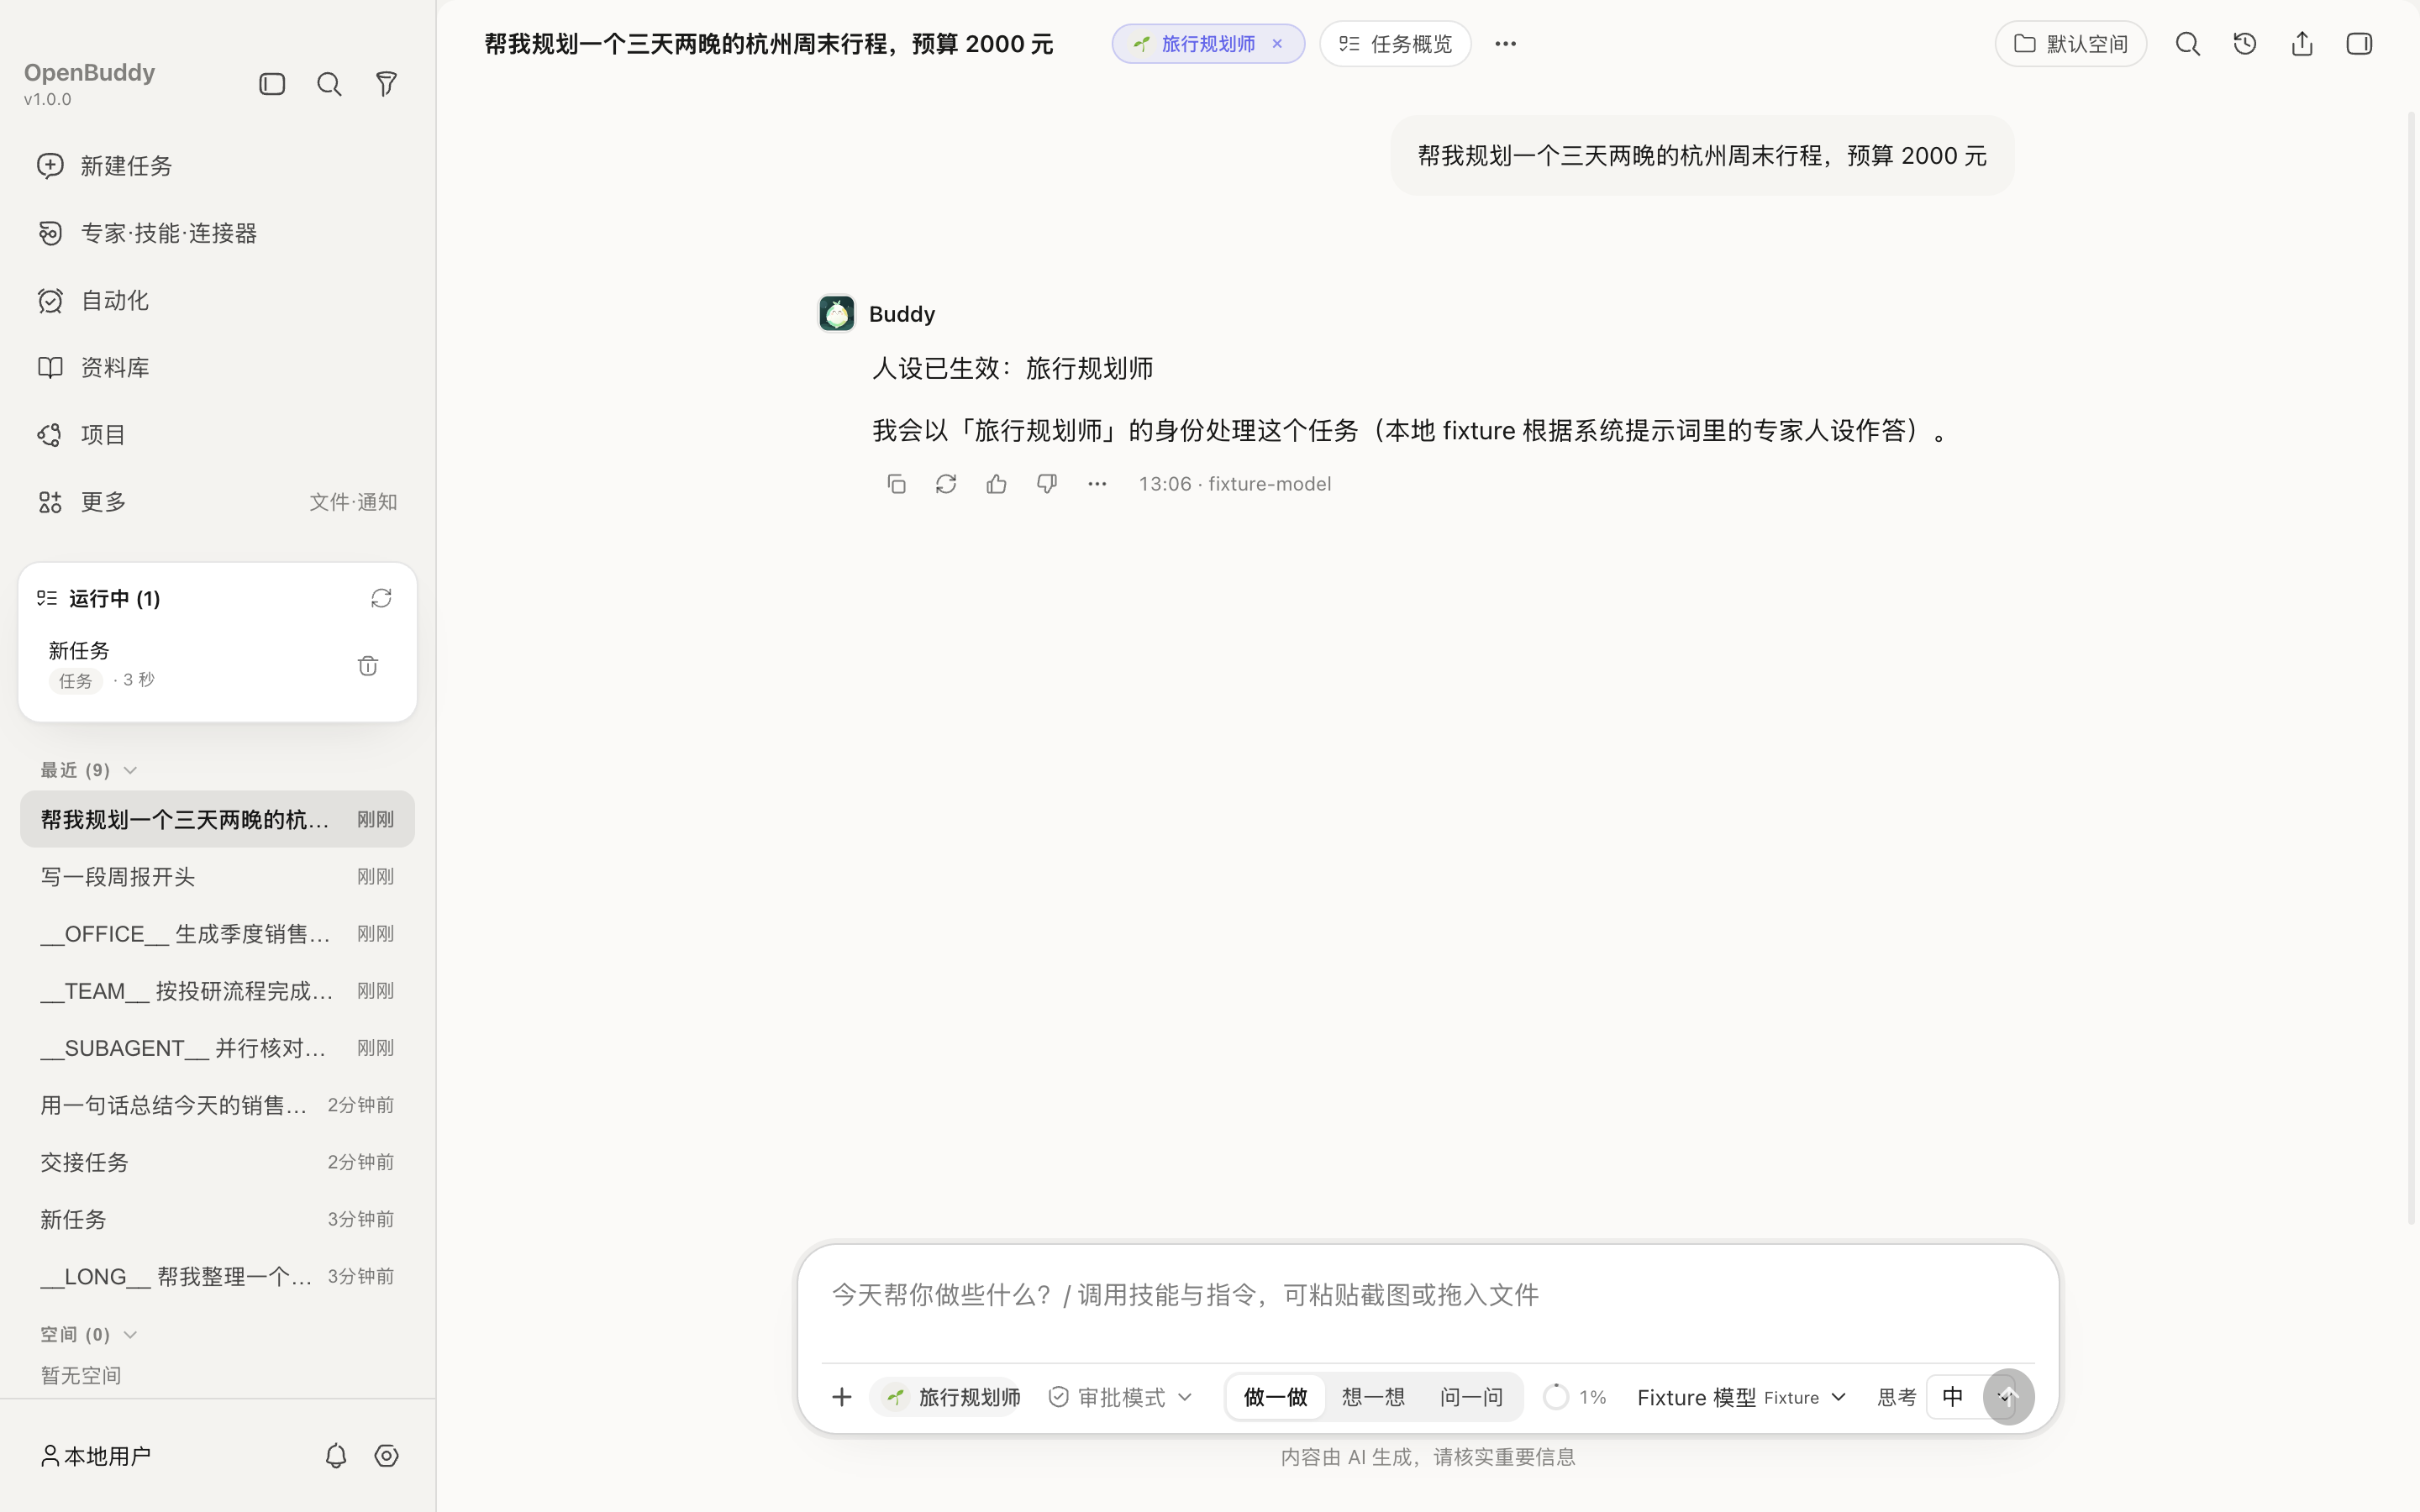 OpenBuddy
v1.0.0
新建任务
专家·技能·连接器
自动化
资料库
项目
更多 文件·通知
运行中 (1)
新任务
任务 · 3 秒
最近 (9)
帮我规划一个三天两晚的杭… 刚刚
写一段周报开头 刚刚
__OFFICE__ 生成季度销售… 刚刚
__TEAM__ 按投研流程完成… 刚刚
__SUBAGENT__ 并行核对… 刚刚
用一句话总结今天的销售… 2分钟前
交接任务 2分钟前
新任务 3分钟前
__LONG__ 帮我整理一个… 3分钟前
空间 (0)
暂无空间
本地用户
帮我规划一个三天两晚的杭州周末行程，预算 2000 元 旅行规划师 × 任务概览 默认空间
帮我规划一个三天两晚的杭州周末行程，预算 2000 元
Buddy
人设已生效：旅行规划师
我会以「旅行规划师」的身份处理这个任务（本地 fixture 根据系统提示词里的专家人设作答）。
13:06 · fixture-model
今天帮你做些什么？/ 调用技能与指令，可粘贴截图或拖入文件
旅行规划师 审批模式 做一做 想一想 问一问 1% Fixture 模型 Fixture 思考 中
内容由 AI 生成，请核实重要信息